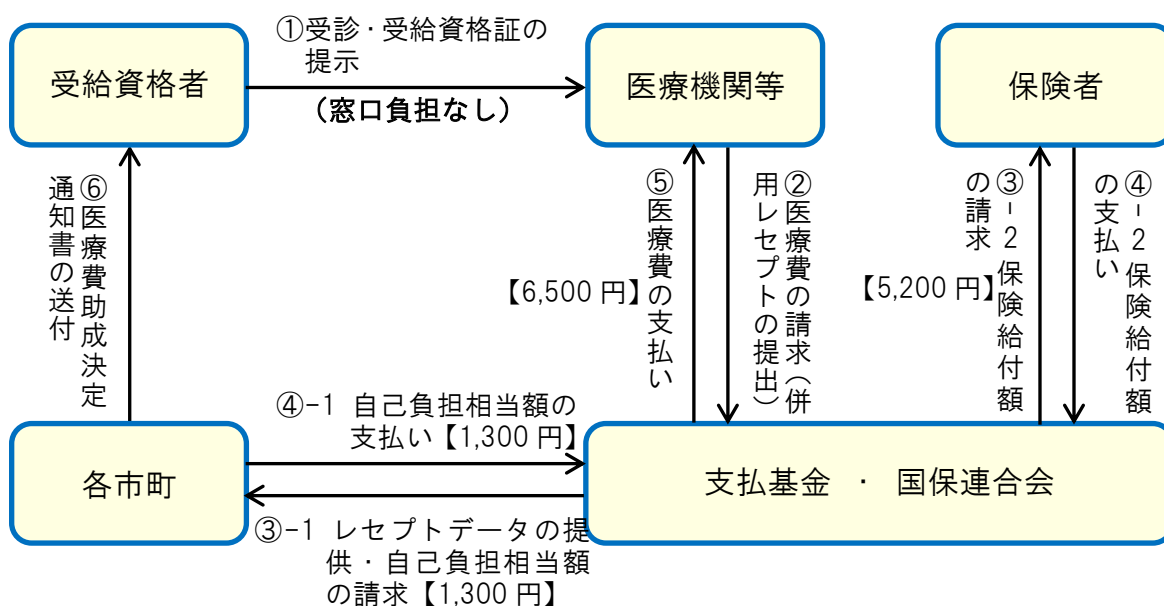 ①受診・受給資格証の
提示
受給資格者
医療機関等
保険者
（窓口負担なし）
⑥医療費助成決定
通知書の送付
⑤医療費の支払い
【6,500 円】
②医療費の請求（併
用レセプトの提出）
③-2 保険給付額
の請求
【5,200 円】
④-2 保険給付額
の支払い
④-1 自己負担相当額の
支払い【1,300 円】
各市町
支払基金 ・ 国保連合会
③-1 レセプトデータの提
供・自己負担相当額
の請求【1,300 円】